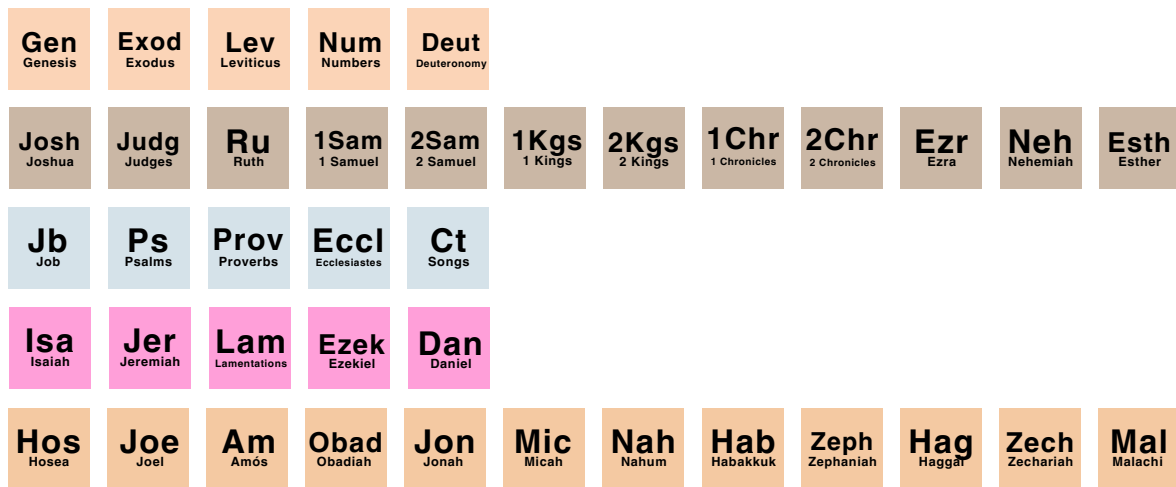 Gen Exod Lev Num Deut
Genesis Exodus Leviticus Numbers Deuteronomy
Josh Judg Ru 1Sam 2Sam 1Kgs 2Kgs 1Chr 2Chr Ezr Neh Esth
Joshua Judges Ruth 1 Samuel 2 Samuel 1 Kings 2 Kings 1 Chronicles 2 Chronicles Ezra Nehemiah Esther
Jb Ps Prov Eccl Ct
Job Psalms Proverbs Ecclesiastes Songs
Isa Jer Lam Ezek Dan
Isaiah Jeremiah Lamentations Ezekiel Daniel
Hos Joe Am Obad Jon Mic Nah Hab Zeph Hag Zech Mal
Hosea Joel Amós Obadiah Jonah Micah Nahum Habakkuk Zephaniah Haggai Zechariah Malachi